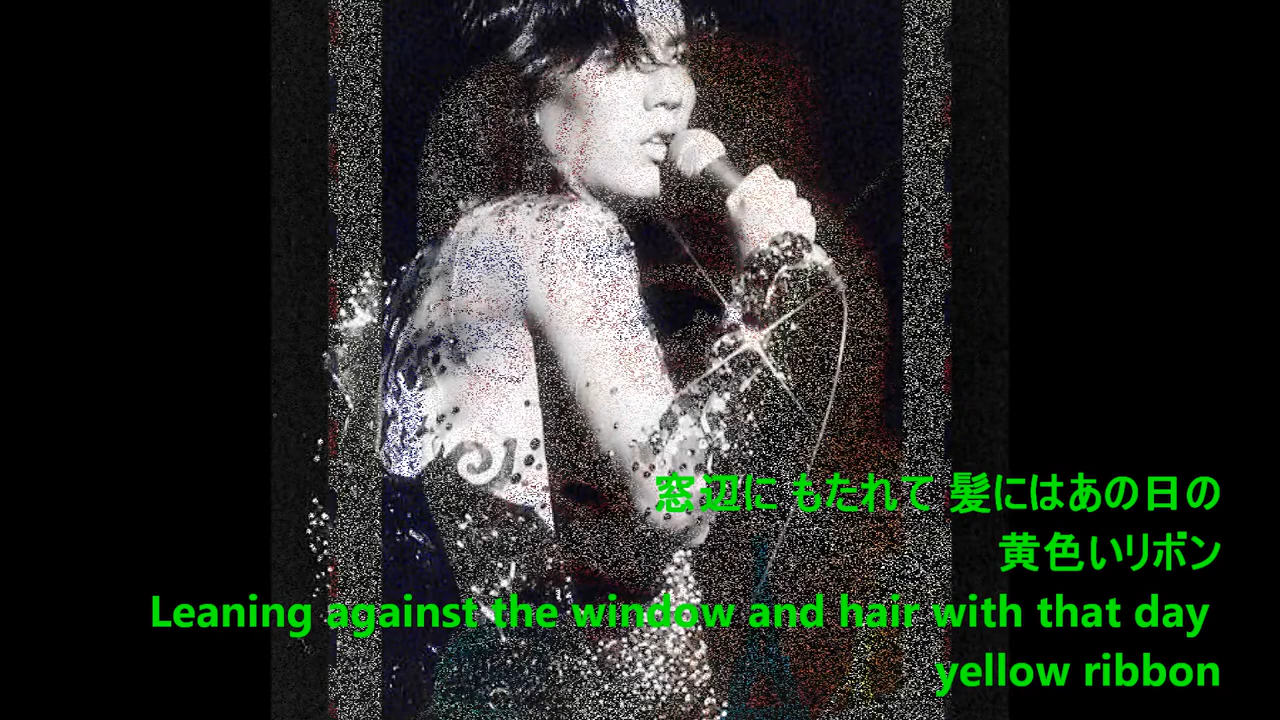 窓辺に もたれて 髪にはあの日の
黄色いリボン
Leaning against the window and hair with that day
yellow ribbon